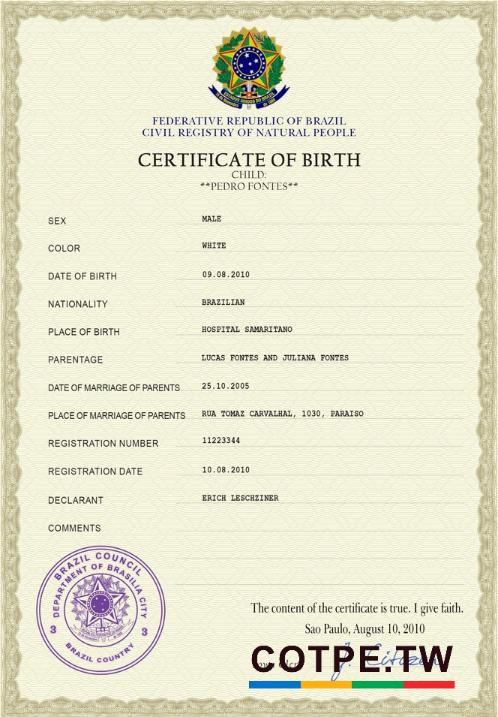 FEDERATIVE REPUBLIC OF BRAZIL
CIVIL REGISTRY OF NATURAL PEOPLE
CERTIFICATE OF BIRTH
CHILD:
**PEDRO FONTES**
SEX MALE
COLOR WHITE
DATE OF BIRTH 09.08.2010
NATIONALITY BRAZILIAN
PLACE OF BIRTH HOSPITAL SAMARITANO
PARENTAGE LUCAS FONTES AND JULIANA FONTES
DATE OF MARRIAGE OF PARENTS 25.10.2005
PLACE OF MARRIAGE OF PARENTS RUA TOMAZ CARVALHAL, 1030, PARAISO
REGISTRATION NUMBER 11223344
REGISTRATION DATE 10.08.2010
DECLARANT ERICH LESCHZINER
COMMENTS
BRAZIL COUNCIL
DEPARTMENT OF BRASILIA CITY
3 3
BRAZIL COUNTRY
The content of the certificate is true. I give faith.
Sao Paulo, August 10, 2010
COTPE.TW